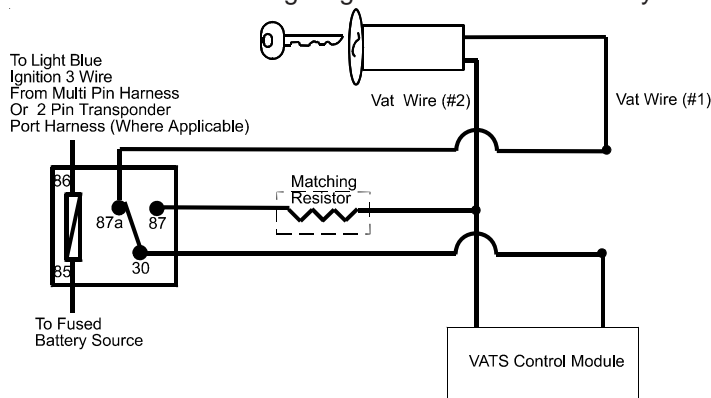 To Light Blue
Ignition 3 Wire
From Multi Pin Harness
Or 2 Pin Transponder
Port Harness (Where Applicable)
Vat Wire (#2)
Vat Wire (#1)
Matching
Resistor
86
87a
87
30
85
To Fused
Battery Source
VATS Control Module